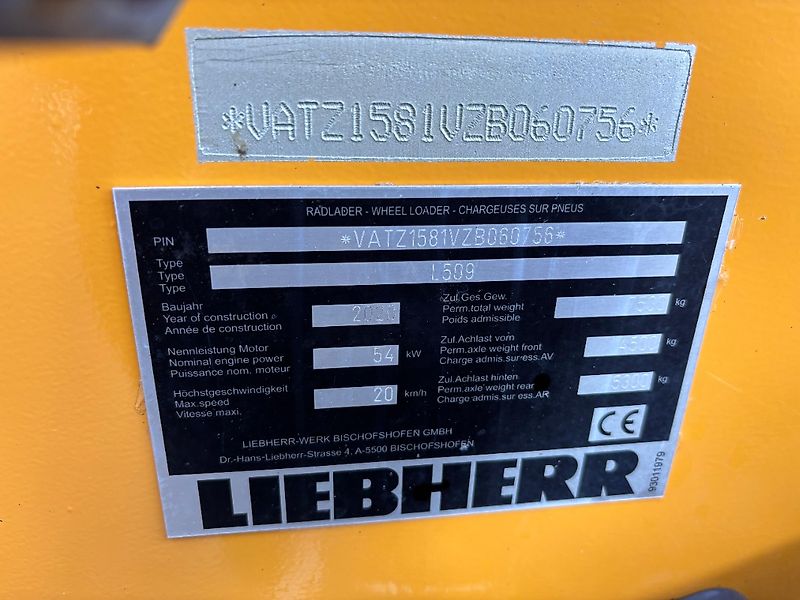 *VATZ1581VZB060756*
RADLADER - WHEEL LOADER - CHARGEUSES SUR PNEUS
PIN *VATZ1581VZB060756*
Type
Type L509
Type
Baujahr
Year of construction 2020
Année de construction
Nennleistung Motor
Nominal engine power 54 kW
Puissance nom. moteur
Höchstgeschwindigkeit
Max.speed 20 km/h
Vitesse maxi.
Zul.Ges.Gew.
Perm.total weight kg
Poids admissible
Zul.Achlast vorn
Perm.axle weight front kg
Charge admis.sur ess.AV
Zul.Achlast hinten
Perm.axle weight rear kg
Charge admis.sur ess.AR
CE
LIEBHERR-WERK BISCHOFSHOFEN GMBH
Dr.-Hans-Liebherr-Strasse 4, A-5500 BISCHOFSHOFEN
LIEBHERR
93011979